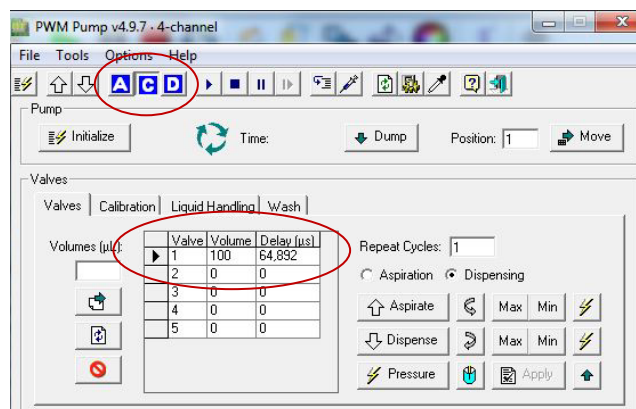 PWM Pump v4.9.7 - 4-channel
File Tools Options Help
A C D
Pump
Initialize Time: Dump Position: 1 Move
Valves
Valves Calibration Liquid Handling Wash
Volumes (µL):
Valve Volume Delay (µs)
1 100 64,892
2 0 0
3 0 0
4 0 0
5 0 0
Repeat Cycles: 1
Aspiration Dispensing
Aspirate Max Min
Dispense Max Min
Pressure Apply